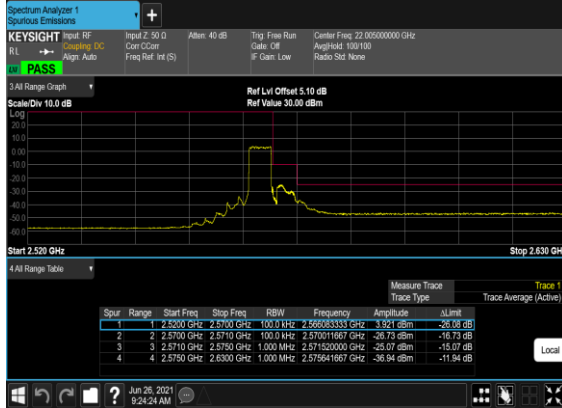 Spectrum Analyzer 1
Spurious Emissions
KEYSIGHT
RL
PASS
Input: RF
Coupling: DC
Align: Auto
Input Z: 50 Ω
Corr CCorr
Freq Ref: Int (S)
Atten: 40 dB
Trig: Free Run
Gate: Off
IF Gain: Low
Center Freq: 22.005000000 GHz
Avg|Hold: 100/100
Radio Std: None
3 All Range Graph
Scale/Div 10.0 dB
Ref Lvl Offset 5.10 dB
Ref Value 30.00 dBm
Log
20.0
10.0
0.00
-10.0
-20.0
-30.0
-40.0
-50.0
-60.0
Start 2.520 GHz
Stop 2.630 GH
4 All Range Table
Measure Trace Trace 1
Trace Type Trace Average (Active)
Spur Range Start Freq Stop Freq RBW Frequency Amplitude ΔLimit
1 1 2.5200 GHz 2.5700 GHz 100.0 kHz 2.566083333 GHz 3.921 dBm -26.08 dB
2 2 2.5700 GHz 2.5710 GHz 100.0 kHz 2.570011667 GHz -26.73 dBm -16.73 dB
3 3 2.5710 GHz 2.5750 GHz 1.000 MHz 2.571520000 GHz -25.07 dBm -15.07 dB
4 4 2.5750 GHz 2.6300 GHz 1.000 MHz 2.575641667 GHz -36.94 dBm -11.94 dB
Local
Jun 26, 2021
9:24:24 AM